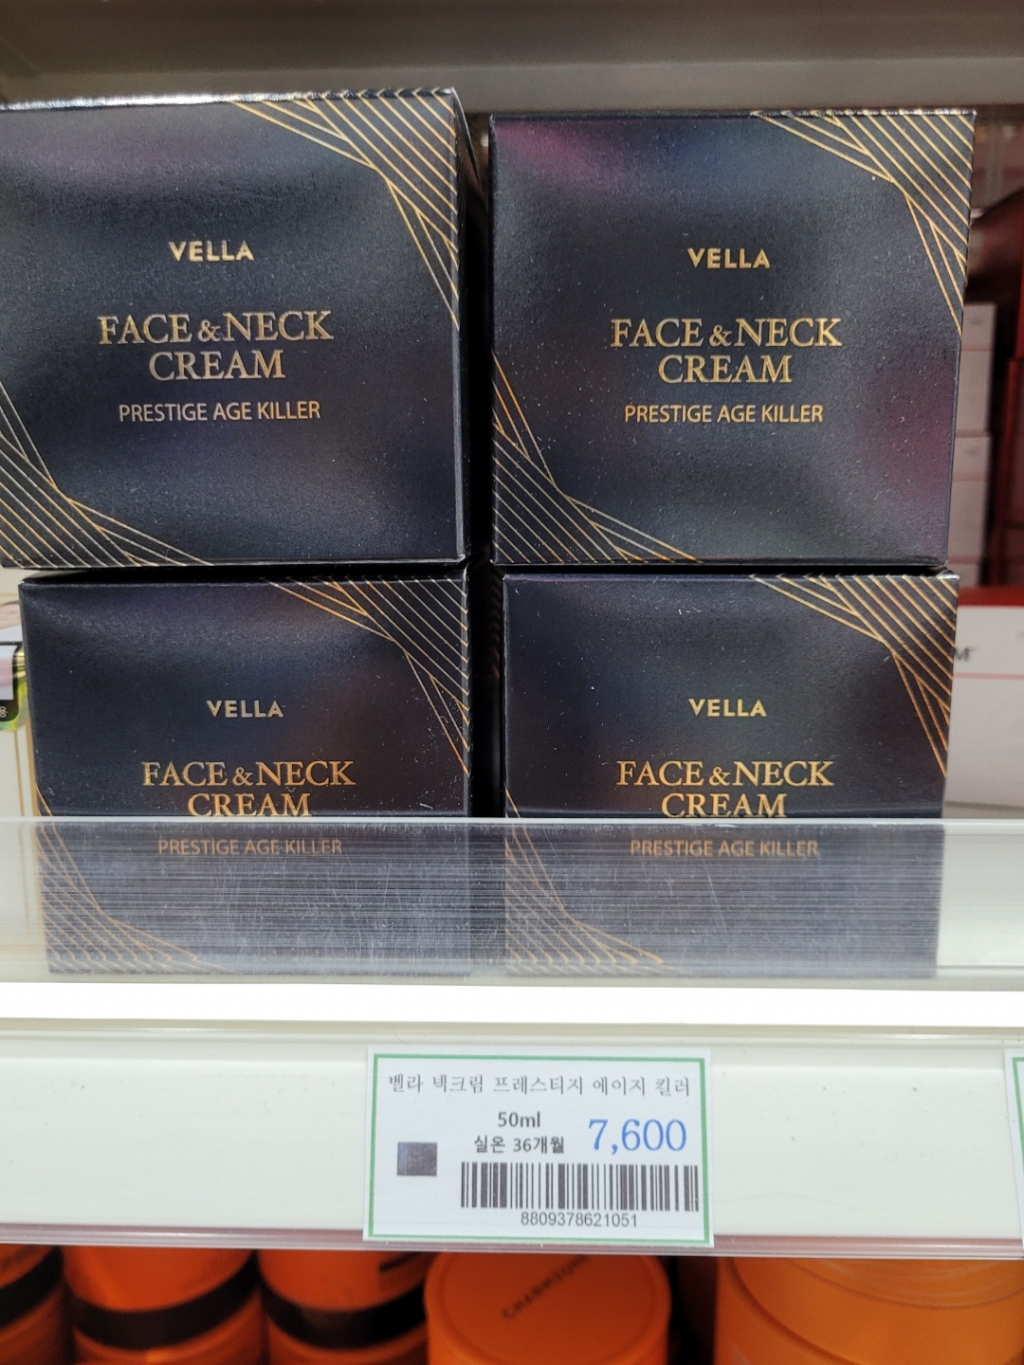 VELLA
FACE & NECK
CREAM
PRESTIGE AGE KILLER
VELLA
FACE & NECK
CREAM
PRESTIGE AGE KILLER
VELLA
FACE & NECK
CREAM
PRESTIGE AGE KILLER
VELLA
FACE & NECK
CREAM
PRESTIGE AGE KILLER
벨라 넥크림 프레스티지 에이지 킬러
50ml
실온 36개월
7,600
8809378621051